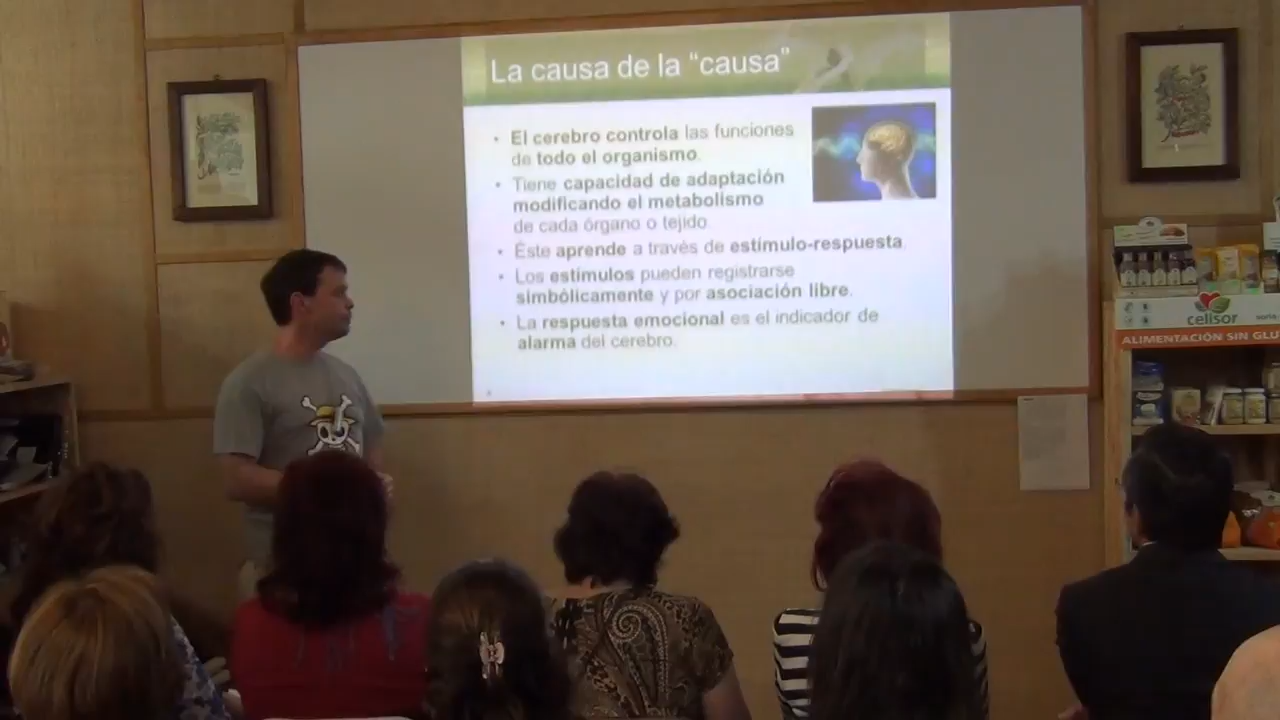 La causa de la “causa”
• El cerebro controla las funciones
de todo el organismo.
• Tiene capacidad de adaptación
modificando el metabolismo
de cada órgano o tejido.
• Éste aprende a través de estímulo-respuesta.
• Los estímulos pueden registrarse
simbólicamente y por asociación libre.
• La respuesta emocional es el indicador de
alarma del cerebro.
celisor
ALIMENTACIÓN SIN GLU